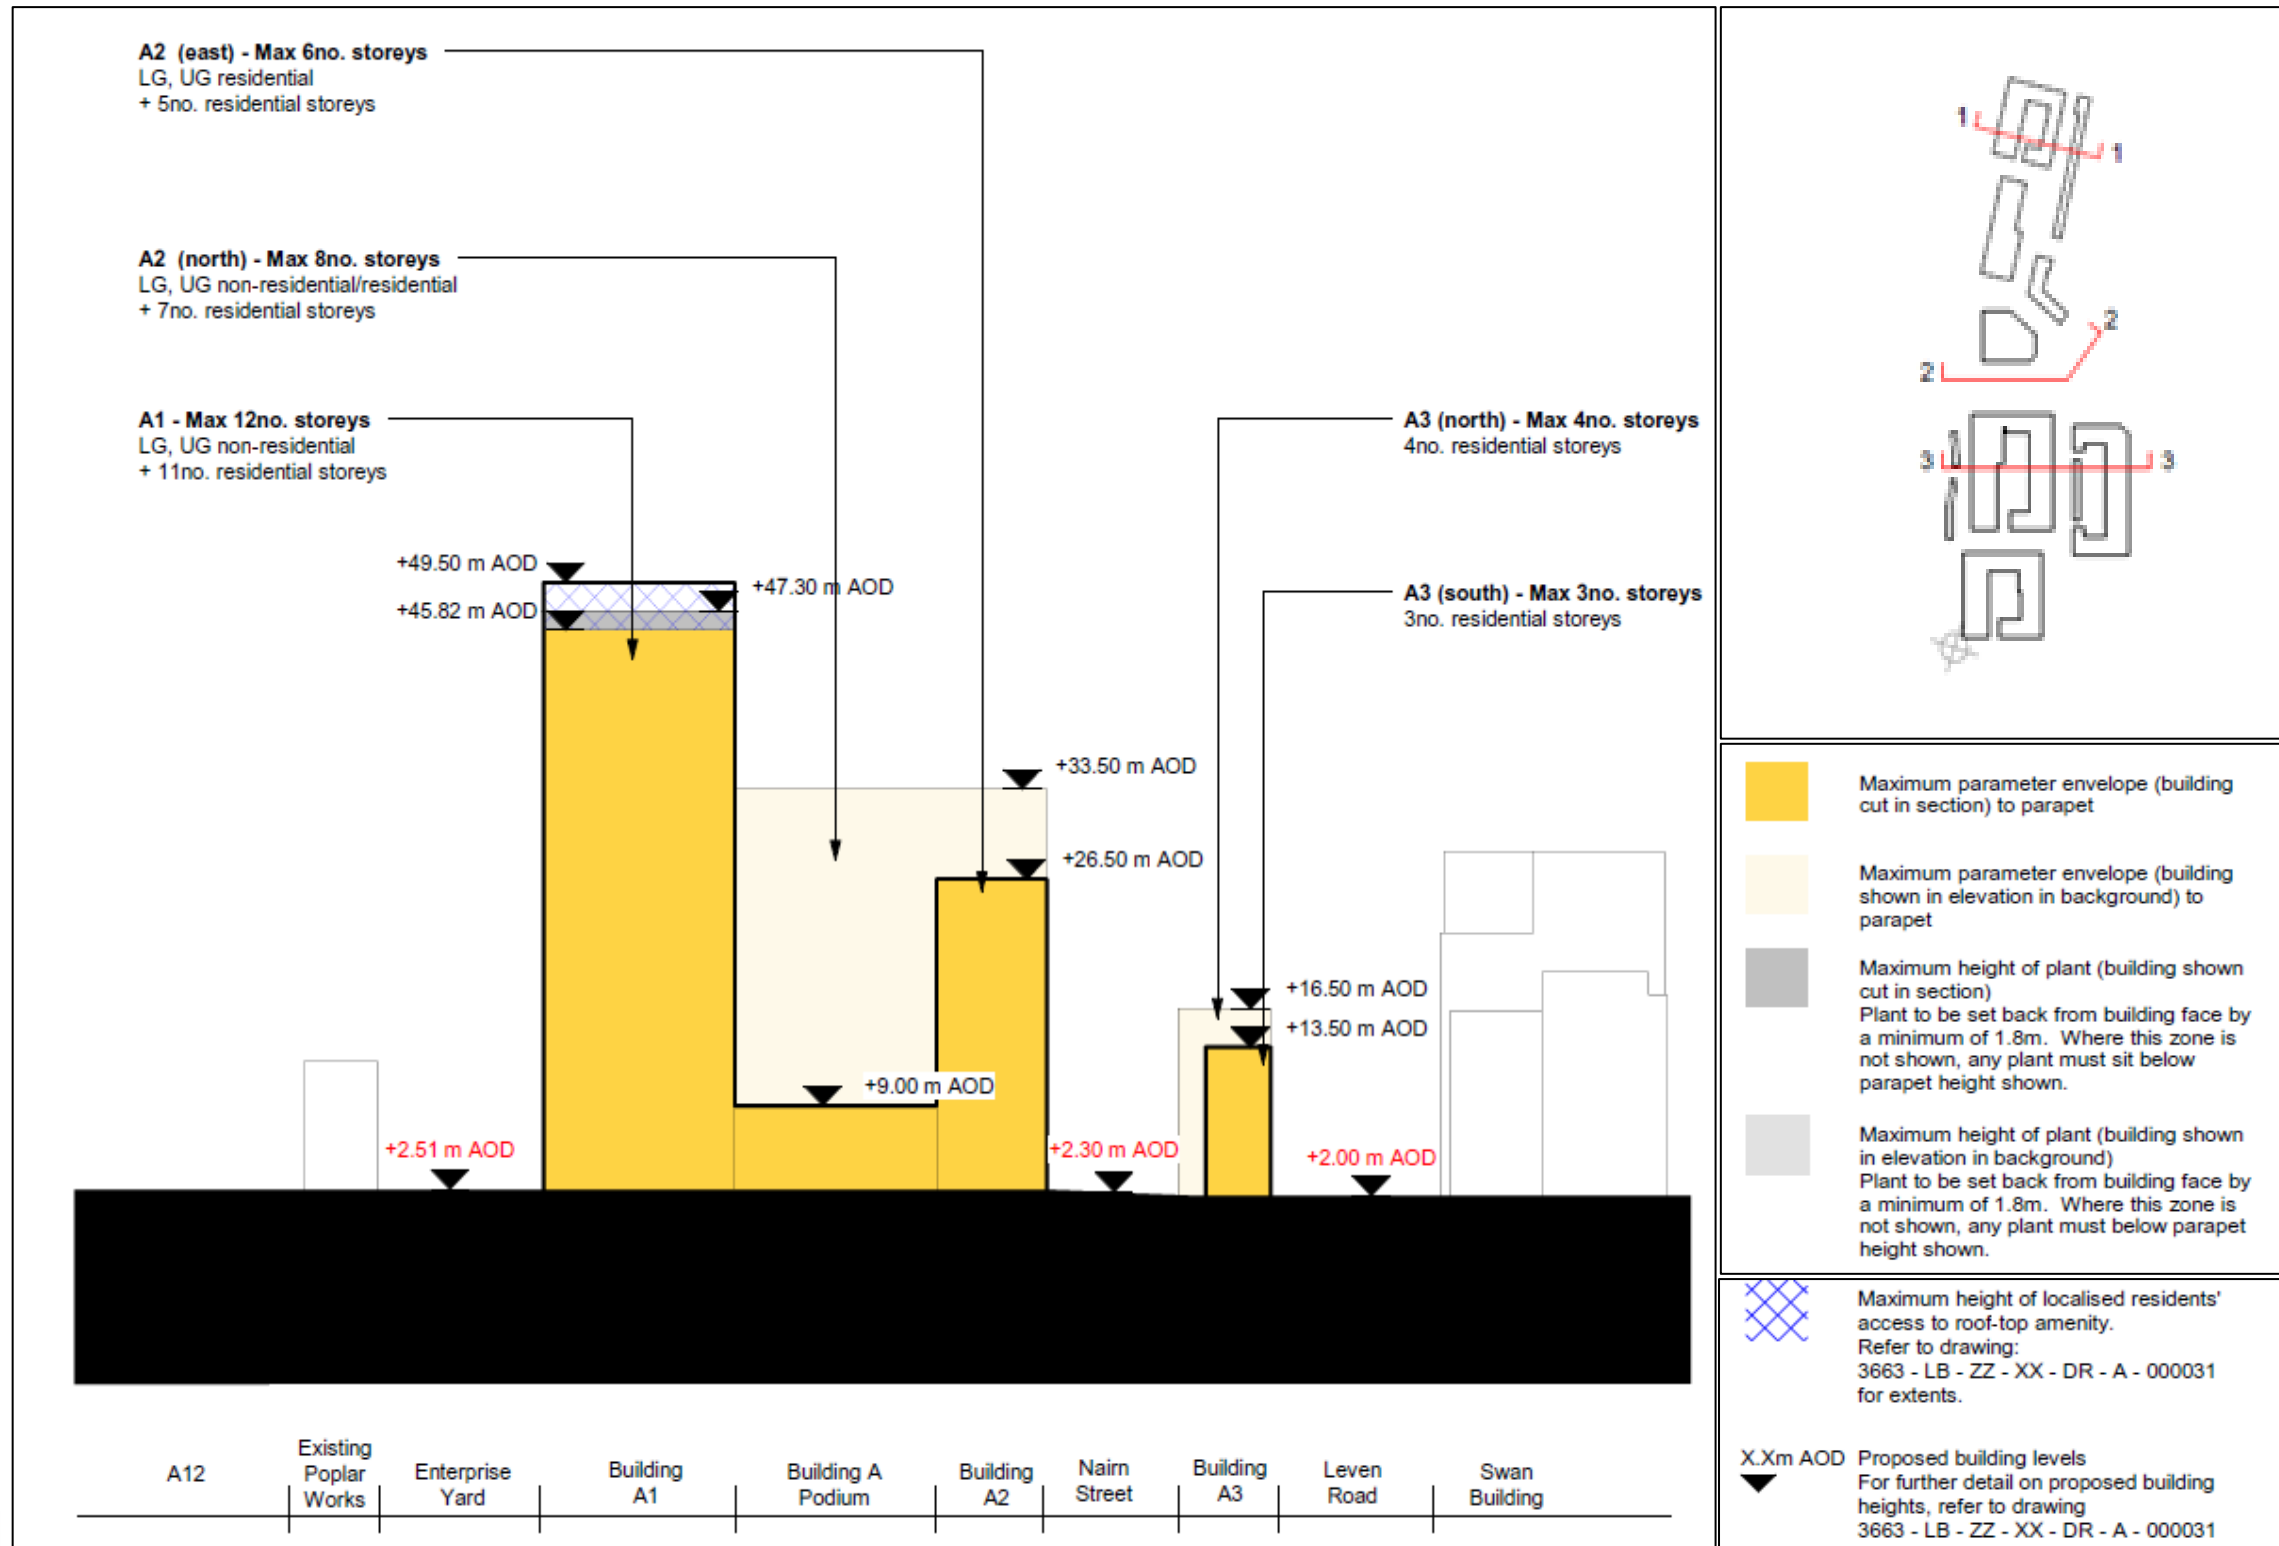 A2 (east) - Max 6no. storeys
LG, UG residential
+ 5no. residential storeys
A2 (north) - Max 8no. storeys
LG, UG non-residential/residential
+ 7no. residential storeys
A1 - Max 12no. storeys
LG, UG non-residential
+ 11no. residential storeys
A3 (north) - Max 4no. storeys
4no. residential storeys
A3 (south) - Max 3no. storeys
3no. residential storeys
+49.50 m AOD
+47.30 m AOD
+45.82 m AOD
+33.50 m AOD
+26.50 m AOD
+16.50 m AOD
+13.50 m AOD
+9.00 m AOD
+2.51 m AOD
+2.30 m AOD
+2.00 m AOD
A12
Existing
Poplar
Works
Enterprise
Yard
Building
A1
Building A
Podium
Building
A2
Nairn
Street
Building
A3
Leven
Road
Swan
Building
1
1
2
2
3
3
Maximum parameter envelope (building
cut in section) to parapet
Maximum parameter envelope (building
shown in elevation in background) to
parapet
Maximum height of plant (building shown
cut in section)
Plant to be set back from building face by
a minimum of 1.8m. Where this zone is
not shown, any plant must sit below
parapet height shown.
Maximum height of plant (building shown
in elevation in background)
Plant to be set back from building face by
a minimum of 1.8m. Where this zone is
not shown, any plant must below parapet
height shown.
Maximum height of localised residents'
access to roof-top amenity.
Refer to drawing:
3663 - LB - ZZ - XX - DR - A - 000031
for extents.
X.Xm AOD Proposed building levels
For further detail on proposed building
heights, refer to drawing
3663 - LB - ZZ - XX - DR - A - 000031